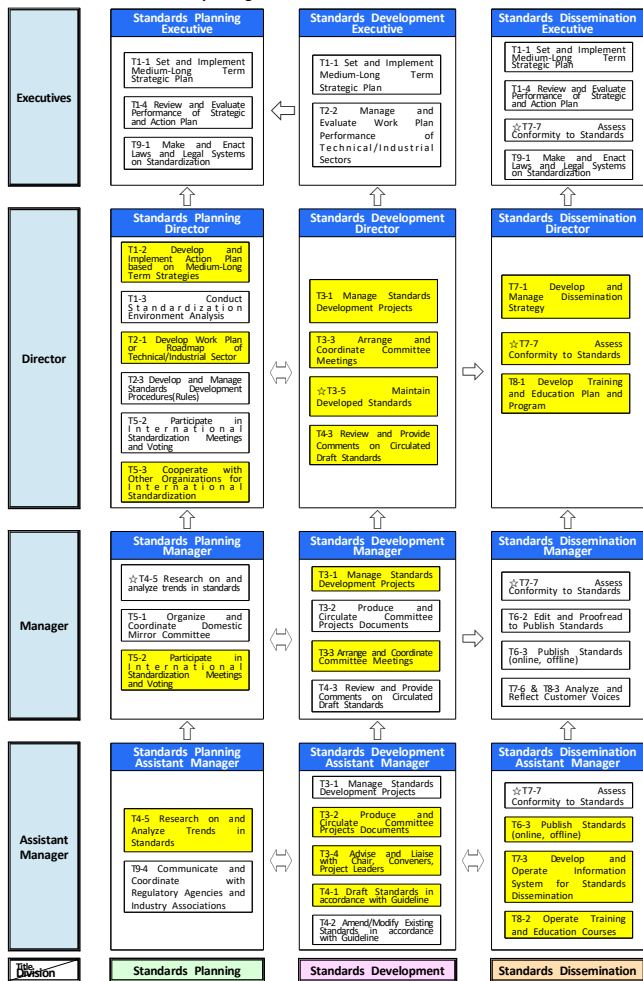 Executives
Standards Planning
Executive
T1-1 Set and Implement
Medium-Long Term
Strategic Plan
T1-4 Review and Evaluate
Performance of Strategic
and Action Plan
T9-1 Make and Enact
Laws and Legal Systems
on Standardization
Standards Development
Executive
T1-1 Set and Implement
Medium-Long Term
Strategic Plan
T2-2 Manage and
Evaluate Work Plan
Performance of
Technical/Industrial
Sectors
Standards Dissemination
Executive
T1-1 Set and Implement
Medium-Long Term
Strategic Plan
T1-4 Review and Evaluate
Performance of Strategic
and Action Plan
☆T7-7 Assess
Conformity to Standards
T9-1 Make and Enact
Laws and Legal Systems
on Standardization
Director
Standards Planning
Director
T1-2 Develop and
Implement Action Plan
based on Medium-Long
Term Strategies
T1-3 Conduct
Standardization
Environment Analysis
T2-1 Develop Work Plan
or Roadmap of
Technical/Industrial Sector
T2-3 Develop and Manage
Standards Development
Procedures(Rules)
T5-2 Participate in
International
Standardization Meetings
and Voting
T5-3 Cooperate with
Other Organizations for
International
Standardization
Standards Development
Director
T3-1 Manage Standards
Development Projects
T3-3 Arrange and
Coordinate Committee
Meetings
☆T3-5 Maintain
Developed Standards
T4-3 Review and Provide
Comments on Circulated
Draft Standards
Standards Dissemination
Director
T7-1 Develop and
Manage Dissemination
Strategy
☆T7-7 Assess
Conformity to Standards
T8-1 Develop Training
and Education Plan and
Program
Manager
Standards Planning
Manager
☆T4-5 Research on and
analyze trends in standards
T5-1 Organize and
Coordinate Domestic
Mirror Committee
T5-2 Participate in
International
Standardization Meetings
and Voting
Standards Development
Manager
T3-1 Manage Standards
Development Projects
T3-2 Produce and
Circulate Committee
Projects Documents
T3-3 Arrange and Coordinate
Committee Meetings
T4-3 Review and Provide
Comments on Circulated
Draft Standards
Standards Dissemination
Manager
☆T7-7 Assess
Conformity to Standards
T6-2 Edit and Proofread
to Publish Standards
T6-3 Publish Standards
(online, offline)
T7-6 & T8-3 Analyze and
Reflect Customer Voices
Assistant
Manager
Standards Planning
Assistant Manager
T4-5 Research on and
Analyze Trends in
Standards
T9-4 Communicate and
Coordinate with
Regulatory Agencies and
Industry Associations
Standards Development
Assistant Manager
T3-1 Manage Standards
Development Projects
T3-2 Produce and
Circulate Committee
Projects Documents
T3-4 Advise and Liaise
with Chair, Conveners,
Project Leaders
T4-1 Draft Standards in
accordance with Guideline
T4-2 Amend/Modify Existing
Standards in accordance
with Guideline
Standards Dissemination
Assistant Manager
☆T7-7 Assess
Conformity to Standards
T6-3 Publish Standards
(online, offline)
T7-3 Develop and
Operate Information
System for Standards
Dissemination
T8-2 Operate Training
and Education Courses
Title
Division
Standards Planning
Standards Development
Standards Dissemination